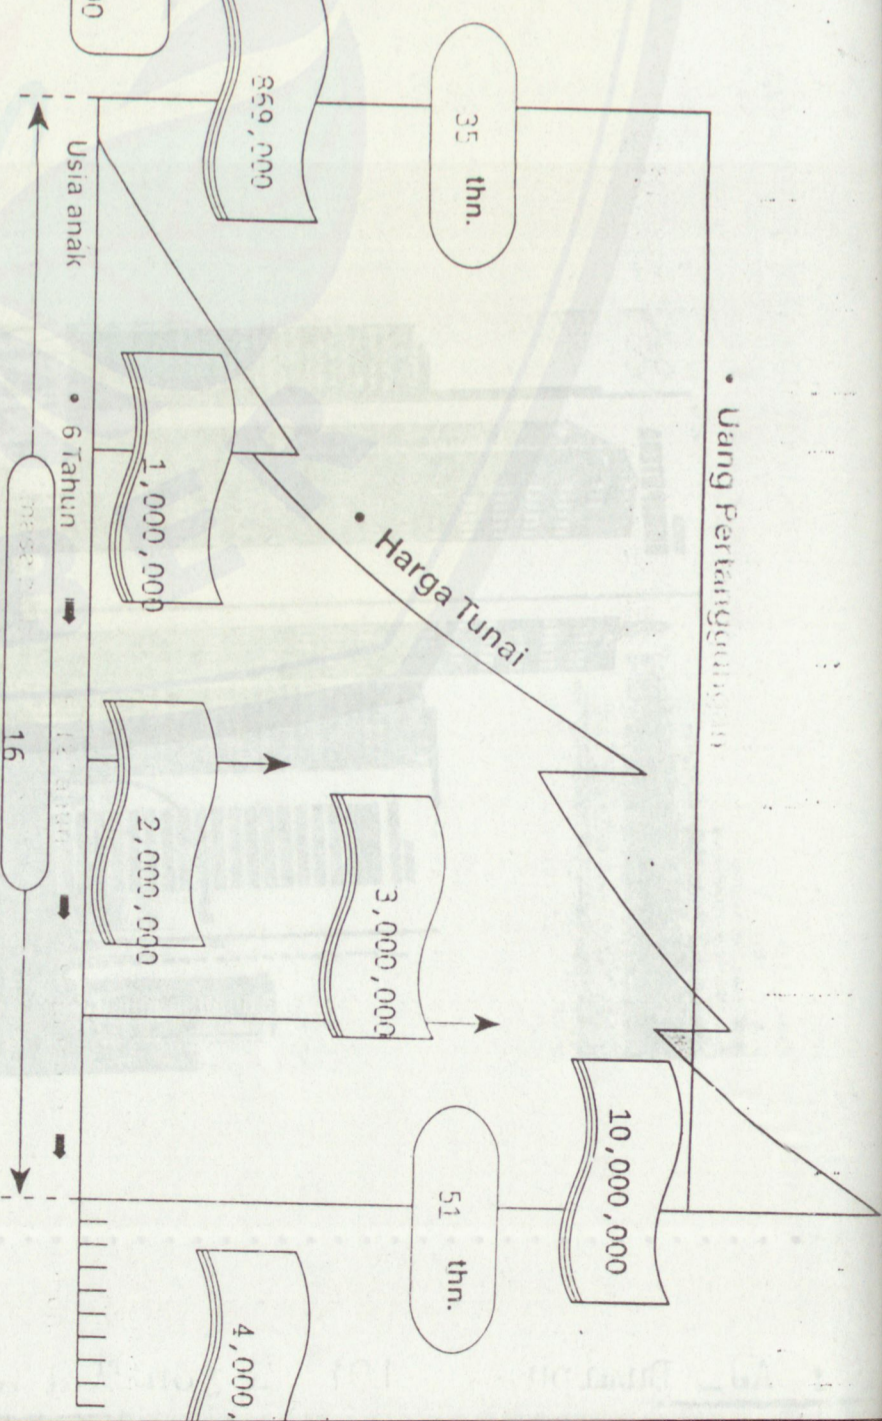 • Uang Pertanggungan
35 thn.
• Harga Tunai
869,000
1,000,000
2,000,000
3,000,000
10,000,000
51 thn.
4,000,
Usia anak • 6 Tahun
16